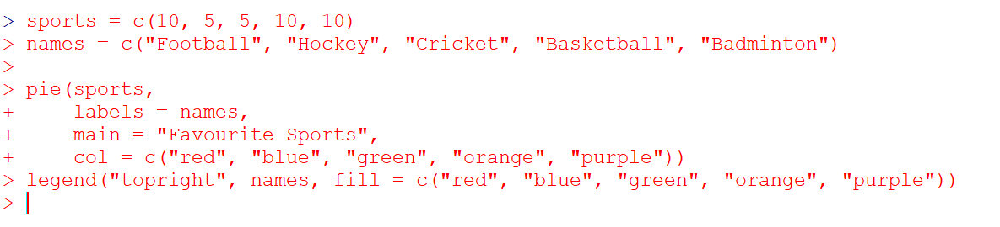 > sports = c(10, 5, 5, 10, 10)
> names = c("Football", "Hockey", "Cricket", "Basketball", "Badminton")
>
> pie(sports,
+     labels = names,
+     main = "Favourite Sports",
+     col = c("red", "blue", "green", "orange", "purple"))
> legend("topright", names, fill = c("red", "blue", "green", "orange", "purple"))
>